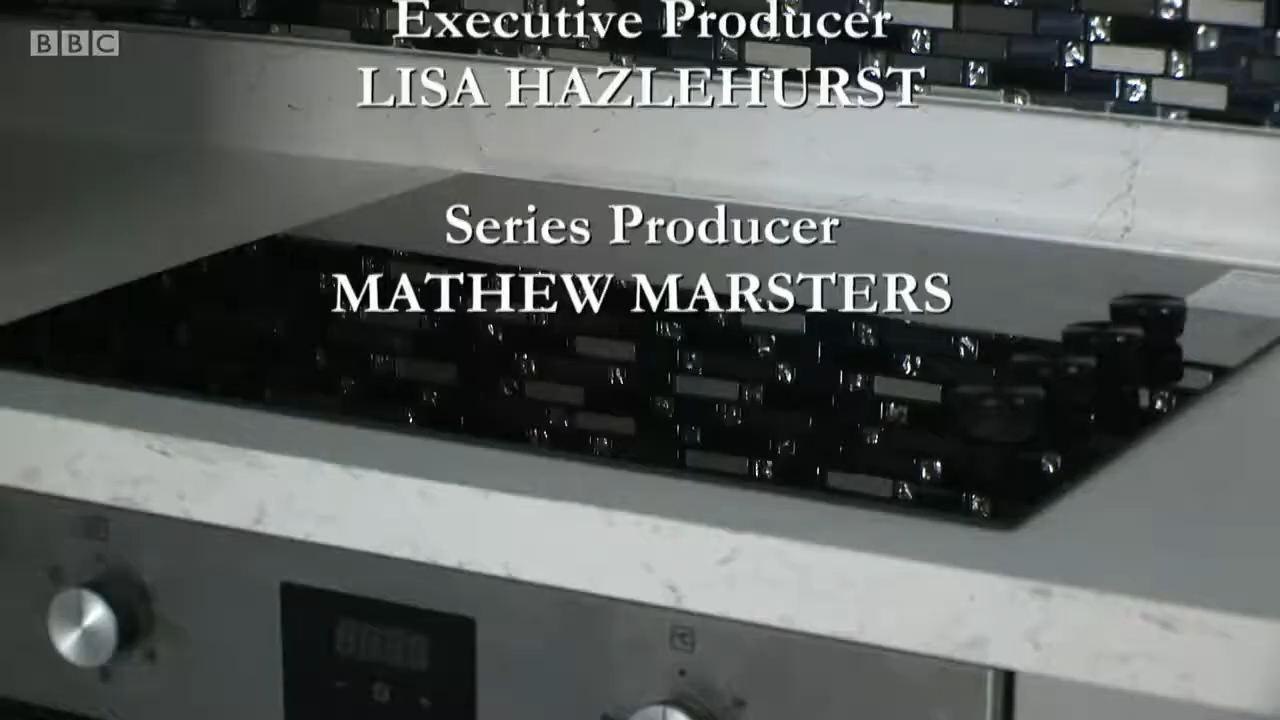 BBC
Executive Producer
LISA HAZLEHURST
Series Producer
MATHEW MARSTERS